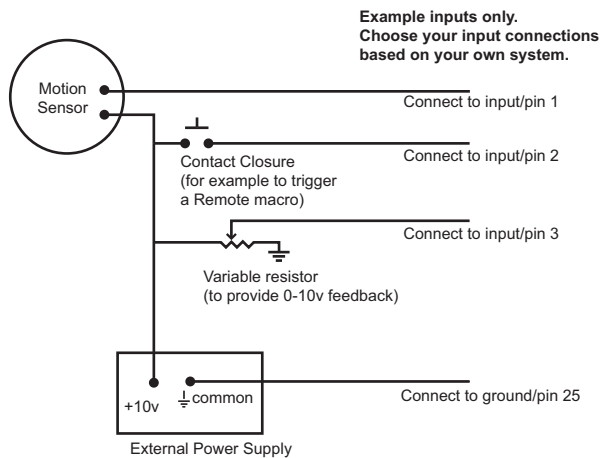 Example inputs only.
Choose your input connections
based on your own system.
Motion
Sensor
Connect to input/pin 1
Connect to input/pin 2
Contact Closure
(for example to trigger
a Remote macro)
Connect to input/pin 3
Variable resistor
(to provide 0-10v feedback)
+10v
common
Connect to ground/pin 25
External Power Supply